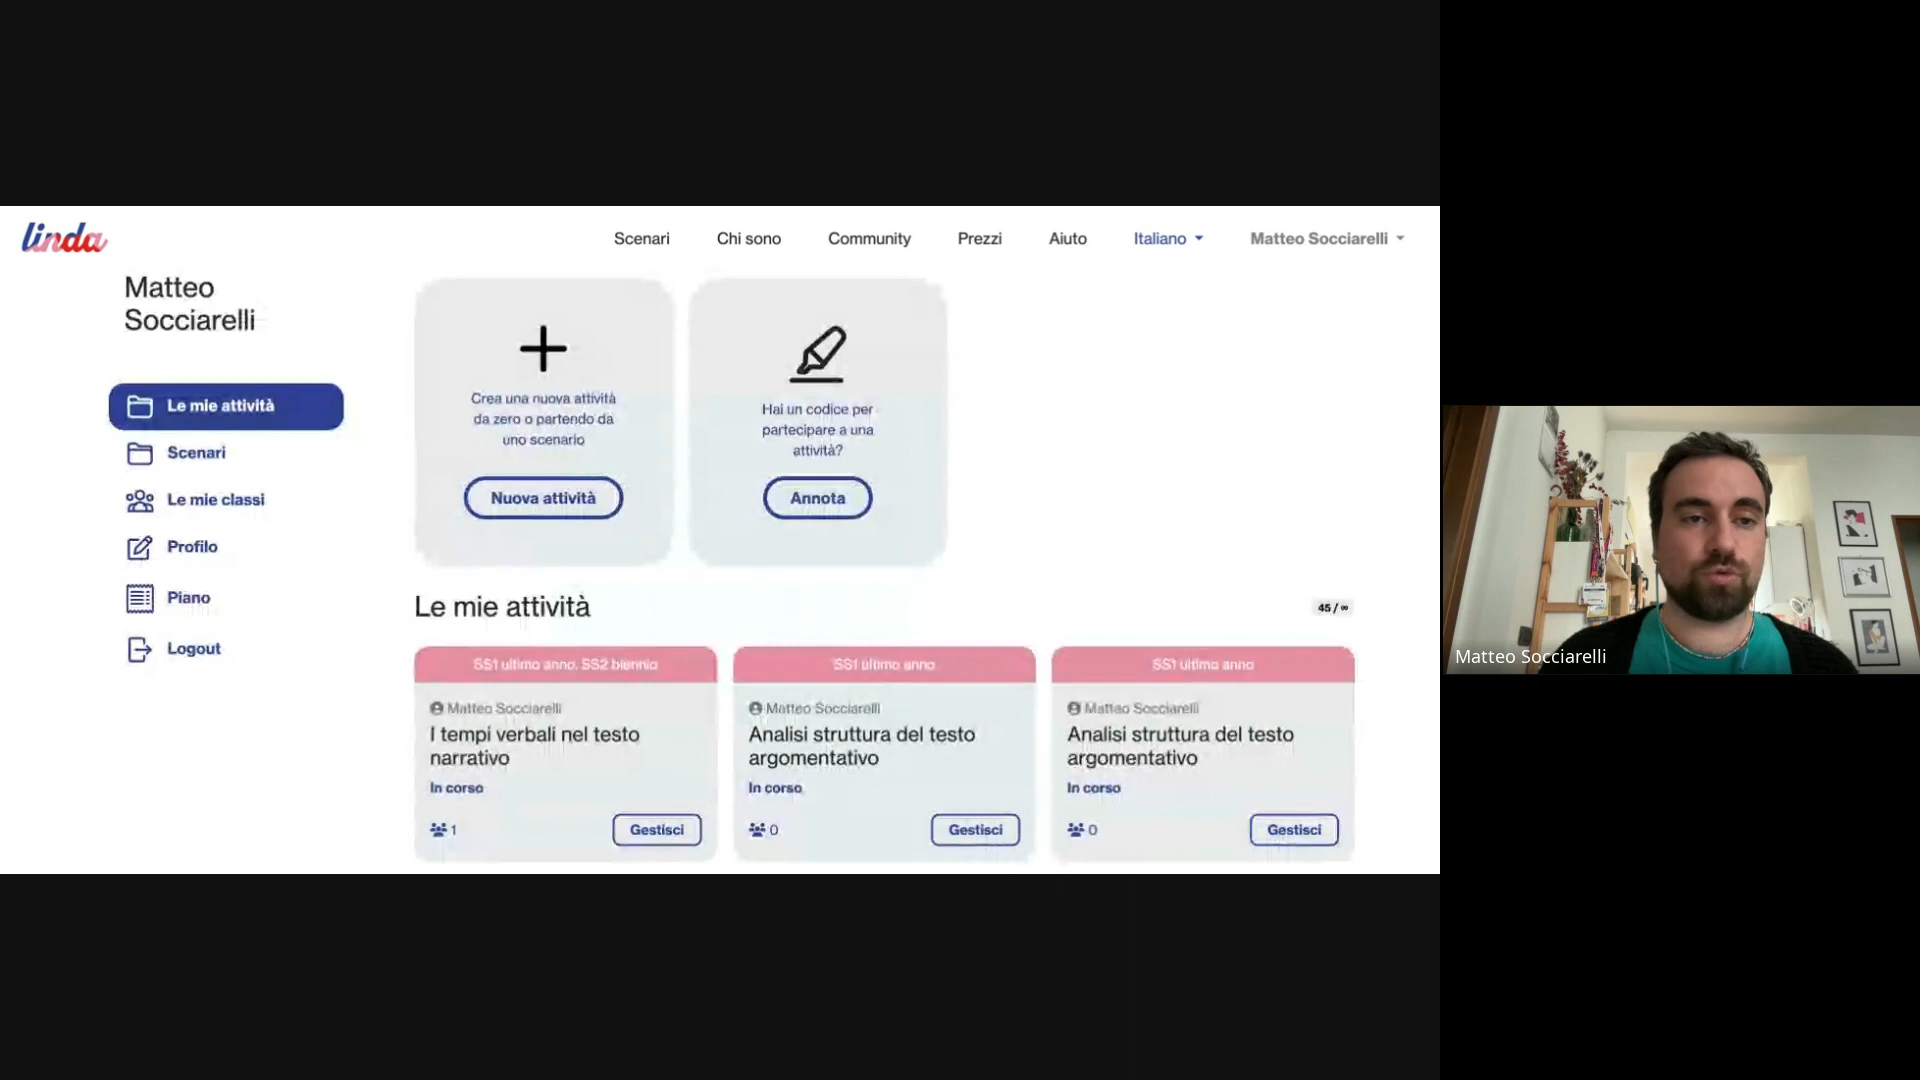 linda
Scenari
Chi sono
Community
Prezzi
Aiuto
Italiano
Matteo Socciarelli
Matteo
Socciarelli
Le mie attività
Scenari
Le mie classi
Profilo
Piano
Logout
Crea una nuova attività
da zero o partendo da
uno scenario
Nuova attività
Hai un codice per
partecipare a una
attività?
Annota
Le mie attività
45 / ∞
SS1 ultimo anno, SS2 biennio
Matteo Socciarelli
I tempi verbali nel testo
narrativo
In corso
1
Gestisci
SS1 ultimo anno
Matteo Socciarelli
Analisi struttura del testo
argomentativo
In corso
0
Gestisci
SS1 ultimo anno
Matteo Socciarelli
Analisi struttura del testo
argomentativo
In corso
0
Gestisci
Matteo Socciarelli